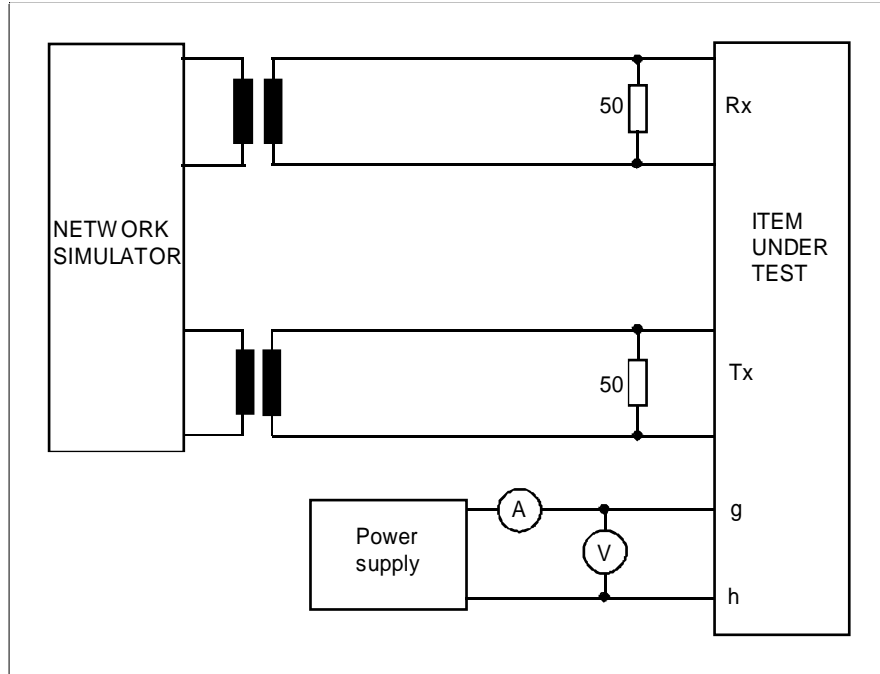 50
Rx
NETWORK
SIMULATOR
ITEM
UNDER
TEST
50
Tx
Power
supply
A
V
g
h